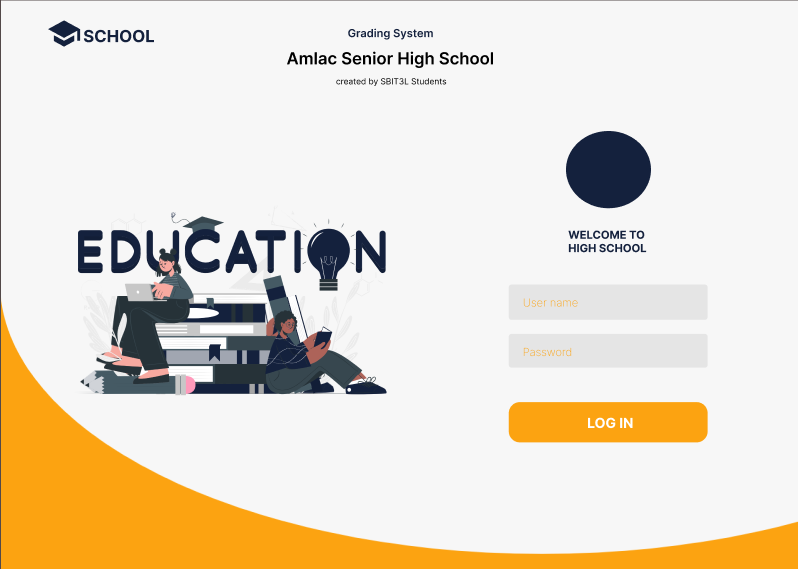 SCHOOL
Grading System
Amlac Senior High School
created by SBIT3L Students
EDUCATION
WELCOME TO
HIGH SCHOOL
User name
Password
LOG IN